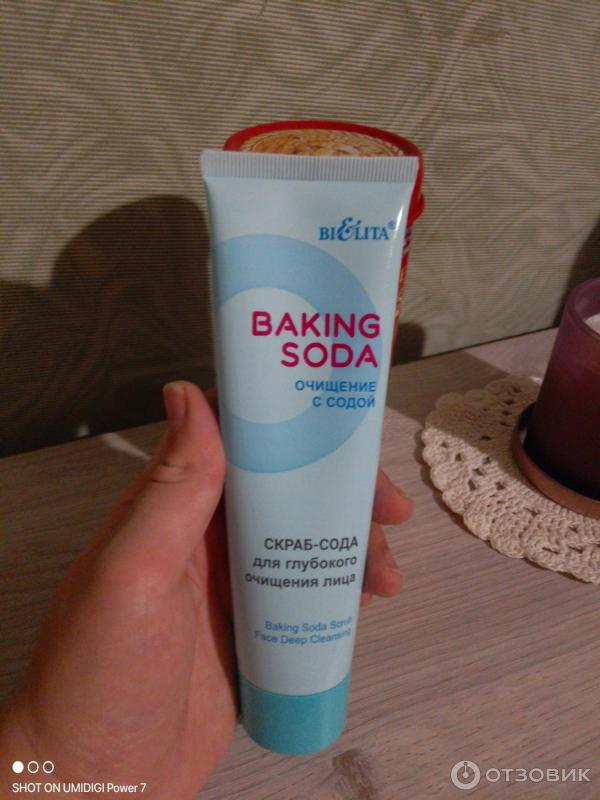 BIELITA®
BAKING
SODA
ОЧИЩЕНИЕ
С СОДОЙ
СКРАБ-СОДА
для глубокого
очищения лица
Baking Soda Scrub
Face Deep Cleansing
SHOT ON UMIDIGI Power 7
ОТЗОВИК